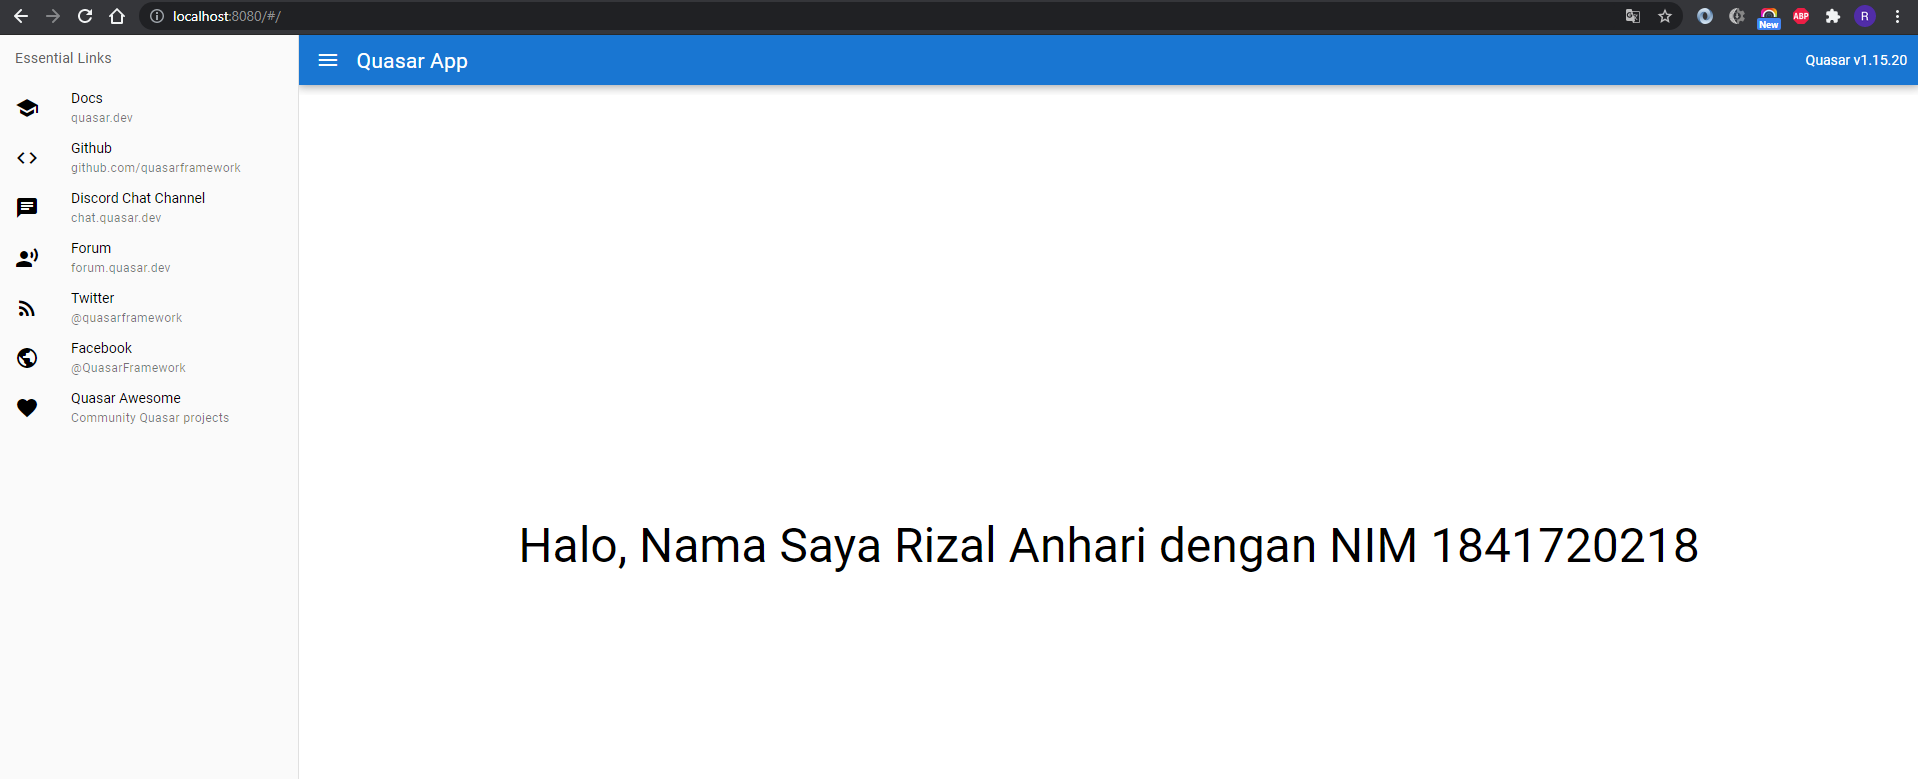 localhost:8080/#/
New
ABP
R
Essential Links
Quasar App
Quasar v1.15.20
Docs
quasar.dev
Github
github.com/quasarframework
Discord Chat Channel
chat.quasar.dev
Forum
forum.quasar.dev
Twitter
@quasarframework
Facebook
@QuasarFramework
Quasar Awesome
Community Quasar projects
Halo, Nama Saya Rizal Anhari dengan NIM 1841720218